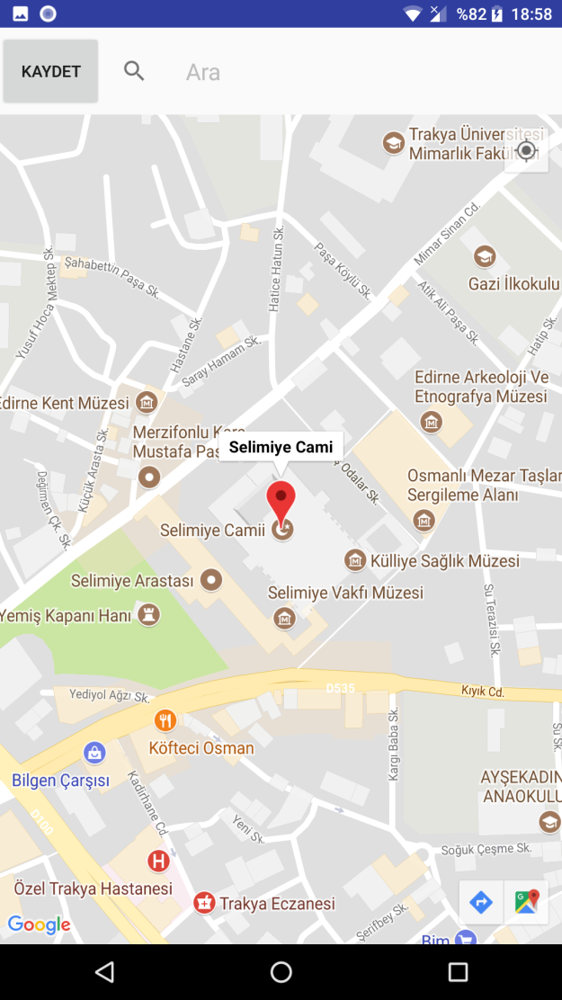 %82 18:58
KAYDET
Ara
Trakya Üniversitesi
Mimarlık Fakültesi
Mimar Sinan Cd.
Gazi İlkokulu
Hatice Hatun Sk.
Paşa Köylü Sk.
Atik Ali Paşa Sk.
Hatip Sk.
Yusuf Hoca Mektep Sk.
Şahabettin Paşa Sk.
Hastane Sk.
Saray Hamam Sk.
Edirne Kent Müzesi
Edirne Arkeoloji Ve
Etnografya Müzesi
Merzifonlu Kara
Mustafa Paş
Selimiye Cami
Odalar Sk.
Küçük Arasta Sk.
Değirmen Çk. Sk.
Osmanlı Mezar Taşlar
Sergileme Alanı
Selimiye Camii
Külliye Sağlık Müzesi
Selimiye Arastası
Selimiye Vakfı Müzesi
Yemiş Kapanı Hanı
Su Terazisi Sk.
D535
Kıyık Cd.
Yediyol Ağzı Sk.
Köfteci Osman
Kargı Baba Sk.
Su Sk.
Bilgen Çarşısı
Kadirhane Cd.
AYŞEKADIN
ANAOKULU
D100
Yeni Sk.
Soğuk Çeşme Sk.
Özel Trakya Hastanesi
H
Trakya Eczanesi
Şerifbey Sk.
Google
Bim